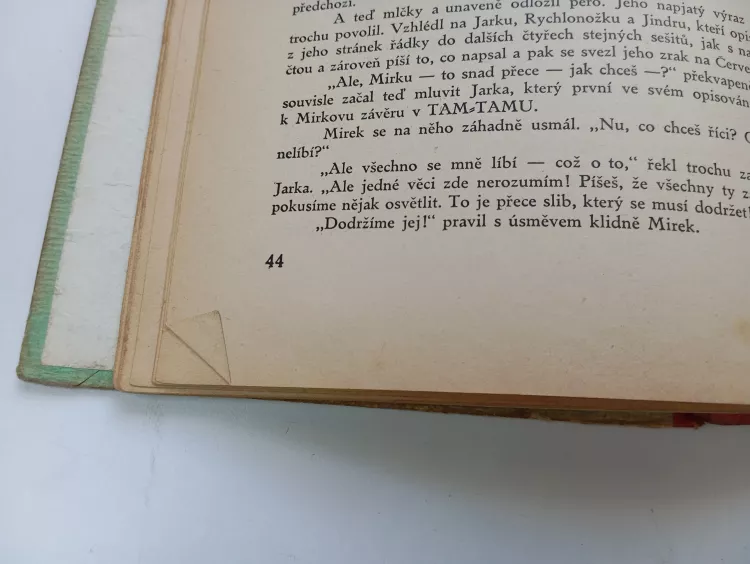 předchozí.
A teď mlčky a unaveně odložil pero. Jeho napjatý výraz
trochu povolil. Vzhlédl na Jarku, Rychlonožku a Jindru, kteří opi
z jeho stránek řádky do dalších čtyřech stejných sešitů, jak s na
čtou a zároveň píší to, co napsal a pak se svezl jeho zrak na Červe
„Ale, Mirku — to snad přece — jak chceš —?“ překvapeně
souvisle začal teď mluvit Jarka, který první ve svém opisován
k Mirkovu závěru v TAM-TAMU.
Mirek se na něho záhadně usmál. „Nu, co chceš říci?
nelíbí?“
„Ale všechno se mně líbí — což o to,“ řekl trochu za
Jarka. „Ale jedné věci zde nerozumím! Píšeš, že všechny ty z
pokusíme nějak osvětlit. To je přece slib, který se musí dodržet!
„Dodržíme jej!“ pravil s úsměvem klidně Mirek.
44